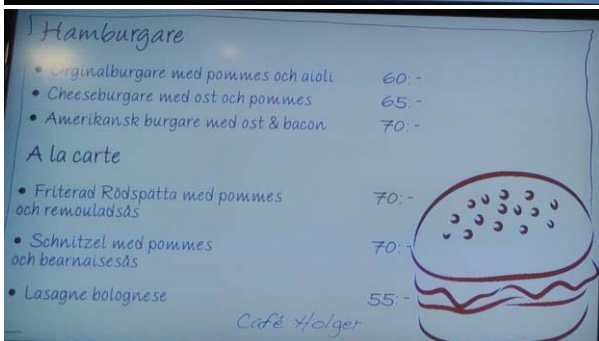 Hamburgare
• Orginalburgare med pommes och aioli 60:-
• Cheeseburgare med ost och pommes 65:-
• Amerikansk burgare med ost & bacon 70:-
A la carte
• Friterad Rödspätta med pommes 70:-
och remouladsås
• Schnitzel med pommes 70:-
och bearnaisesås
• Lasagne bolognese 55:-
Café Holger